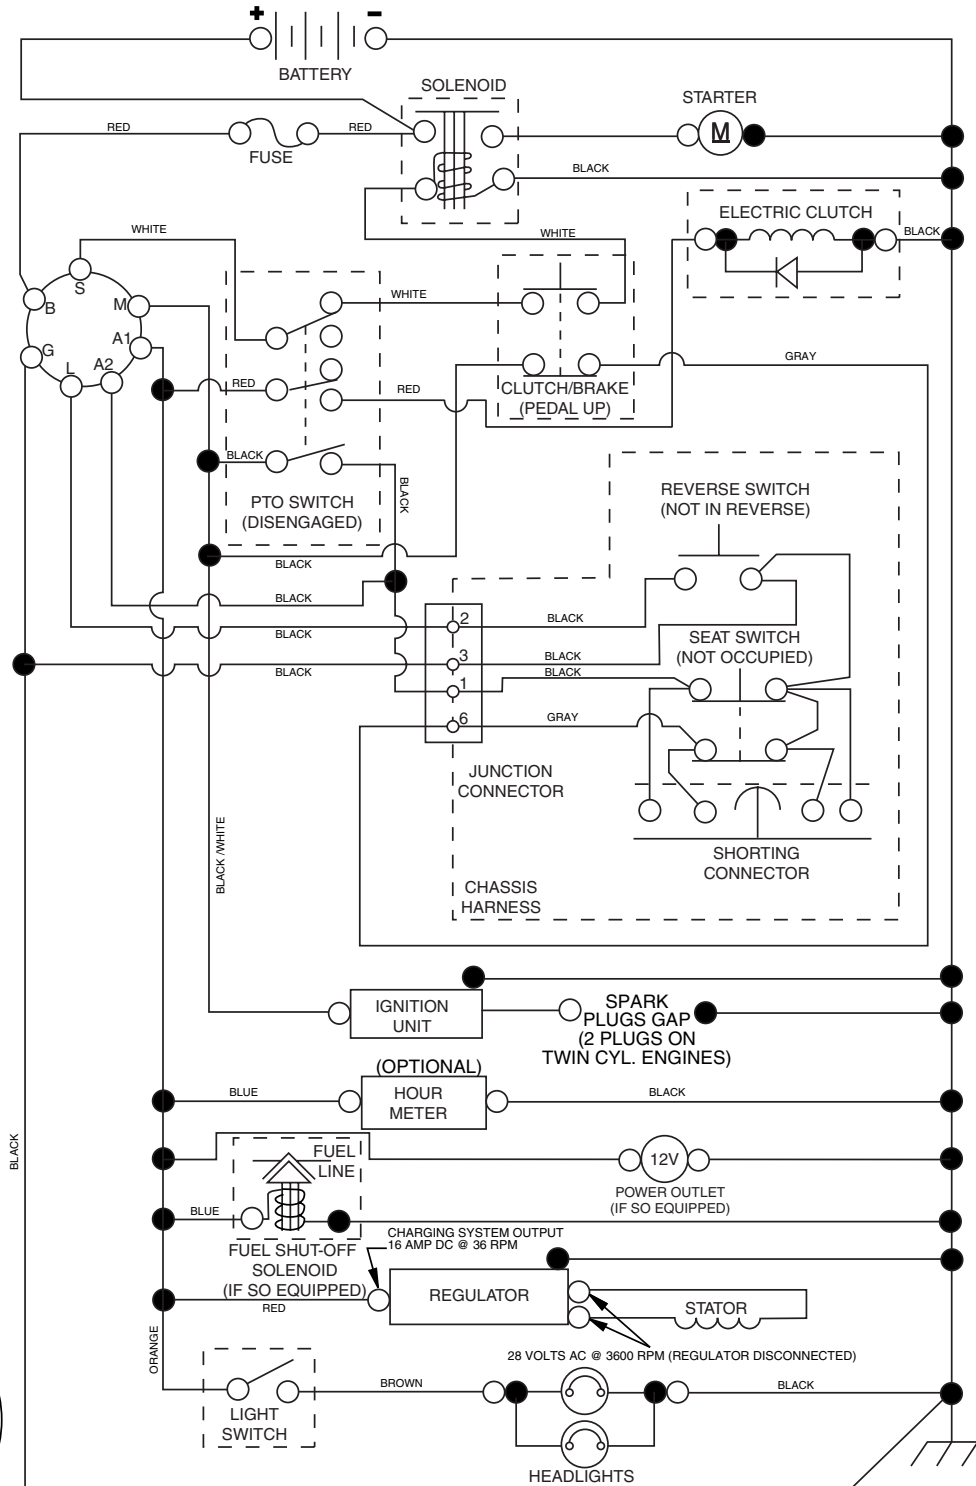 + −
BATTERY
SOLENOID
STARTER
RED
RED
FUSE
M
BLACK
ELECTRIC CLUTCH
WHITE
WHITE
BLACK
S
B
M
WHITE
A1
G
L
A2
RED
RED
GRAY
CLUTCH/BRAKE
(PEDAL UP)
BLACK
BLACK
PTO SWITCH
(DISENGAGED)
REVERSE SWITCH
(NOT IN REVERSE)
BLACK
BLACK
BLACK
BLACK
2
BLACK
SEAT SWITCH
(NOT OCCUPIED)
3
BLACK
BLACK
1
BLACK
6
GRAY
JUNCTION
CONNECTOR
BLACK /WHITE
SHORTING
CONNECTOR
CHASSIS
HARNESS
IGNITION
UNIT
SPARK
PLUGS GAP
(2 PLUGS ON
TWIN CYL. ENGINES)
(OPTIONAL)
HOUR
METER
BLUE
BLACK
BLACK
FUEL
LINE
12V
POWER OUTLET
(IF SO EQUIPPED)
BLUE
CHARGING SYSTEM OUTPUT
16 AMP DC @ 36 RPM
FUEL SHUT-OFF
SOLENOID
(IF SO EQUIPPED)
RED
REGULATOR
STATOR
ORANGE
28 VOLTS AC @ 3600 RPM (REGULATOR DISCONNECTED)
BROWN
BLACK
LIGHT
SWITCH
HEADLIGHTS